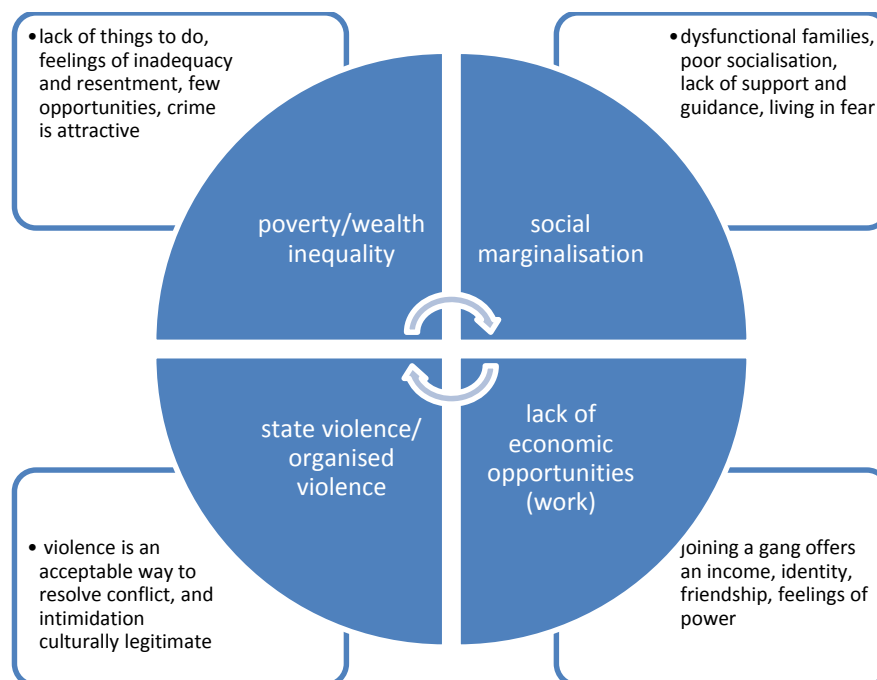 •lack of things to do,
feelings of inadequacy
and resentment, few
opportunities, crime
is attractive
•dysfunctional families,
poor socialisation,
lack of support and
guidance, living in fear
poverty/wealth
inequality
social
marginalisation
state violence/
organised
violence
lack of
economic
opportunities
(work)
• violence is an
acceptable way to
resolve conflict, and
intimidation
culturally legitimate
joining a gang offers
an income, identity,
friendship, feelings of
power